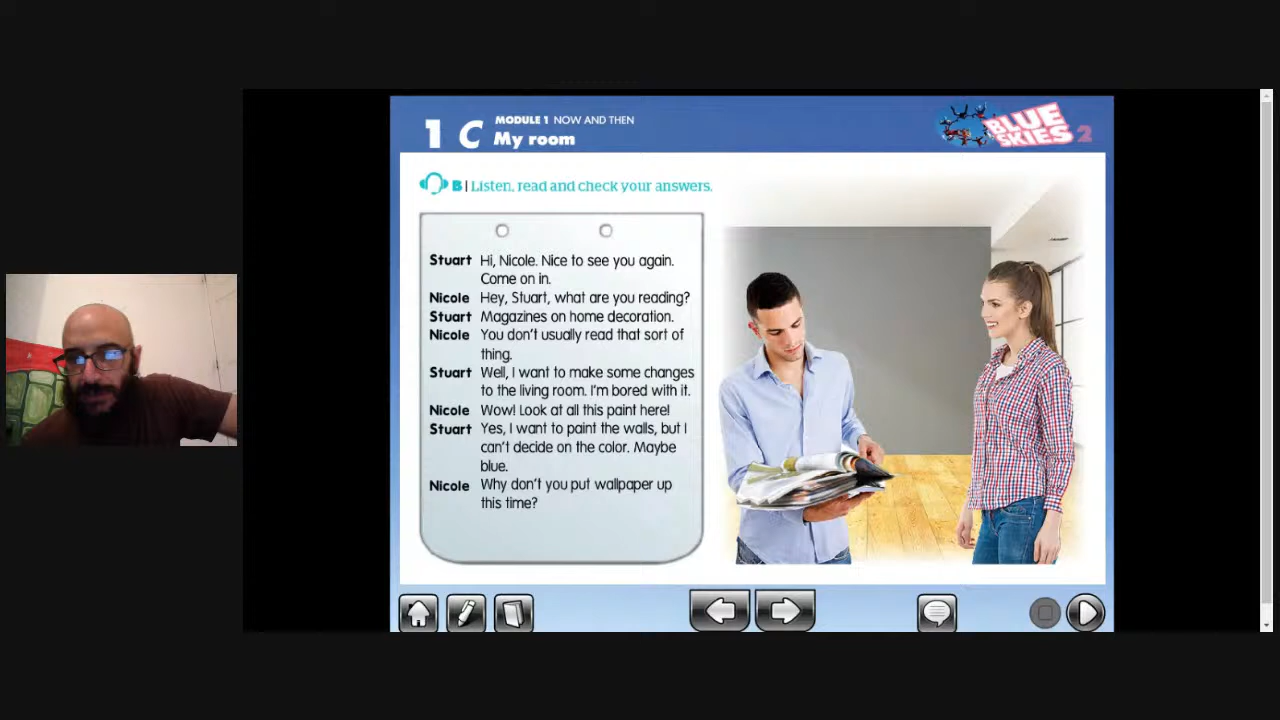 MODULE 1 NOW AND THEN
1 C My room
BLUE
SKIES 2
B | Listen, read and check your answers.
Stuart Hi, Nicole. Nice to see you again.
Come on in.
Nicole Hey, Stuart, what are you reading?
Stuart Magazines on home decoration.
Nicole You don't usually read that sort of
thing.
Stuart Well, I want to make some changes
to the living room. I'm bored with it.
Nicole Wow! Look at all this paint here!
Stuart Yes, I want to paint the walls, but I
can't decide on the color. Maybe
blue.
Nicole Why don't you put wallpaper up
this time?